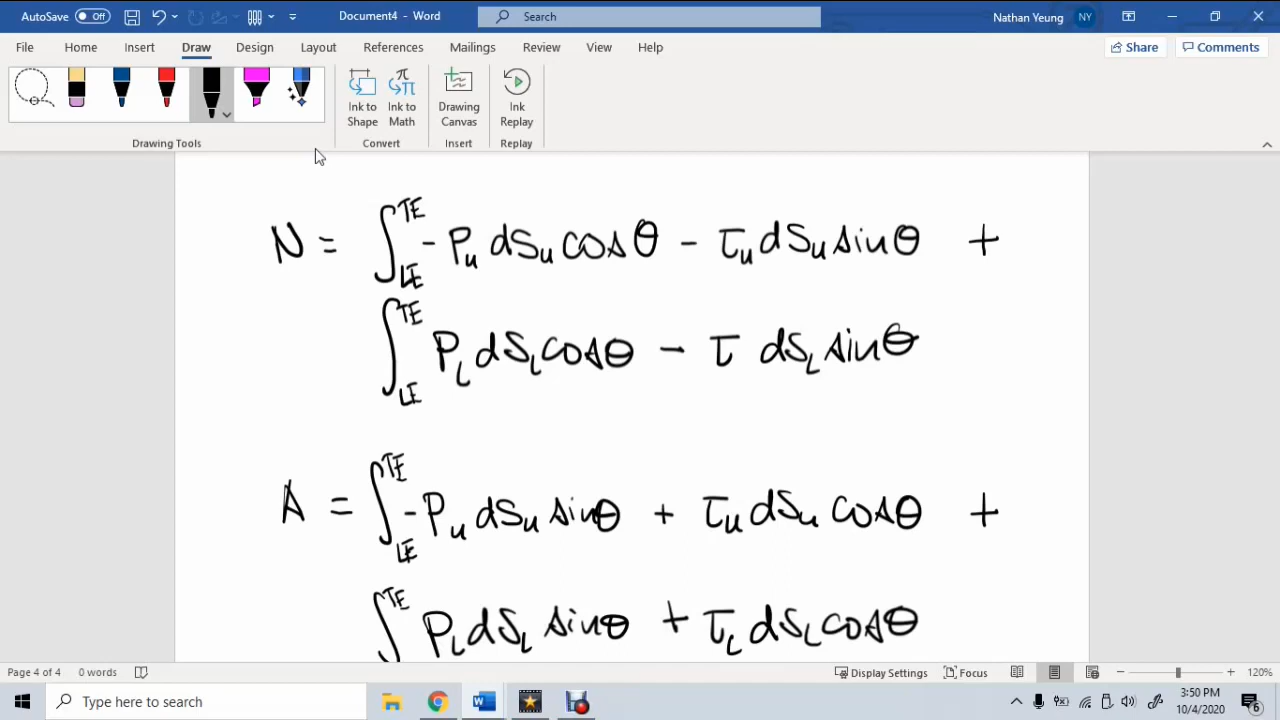 AutoSave Off Document4 - Word Search Nathan Yeung NY
File Home Insert Draw Design Layout References Mailings Review View Help Share Comments
Ink to Shape Ink to Math Drawing Canvas Ink Replay
Drawing Tools Convert Insert Replay
N = ∫_LE^TE - P_u dS_u cosθ - τ_u dS_u sinθ +
∫_LE^TE P_L dS_L cosθ - τ dS_L sinθ
A = ∫_LE^TE - P_u dS_u sinθ + τ_u dS_u cosθ +
∫^TE P_L dS_L sinθ + τ_L dS_L cosθ
Page 4 of 4 0 words Display Settings Focus 120%
Type here to search 3:50 PM
10/4/2020 6